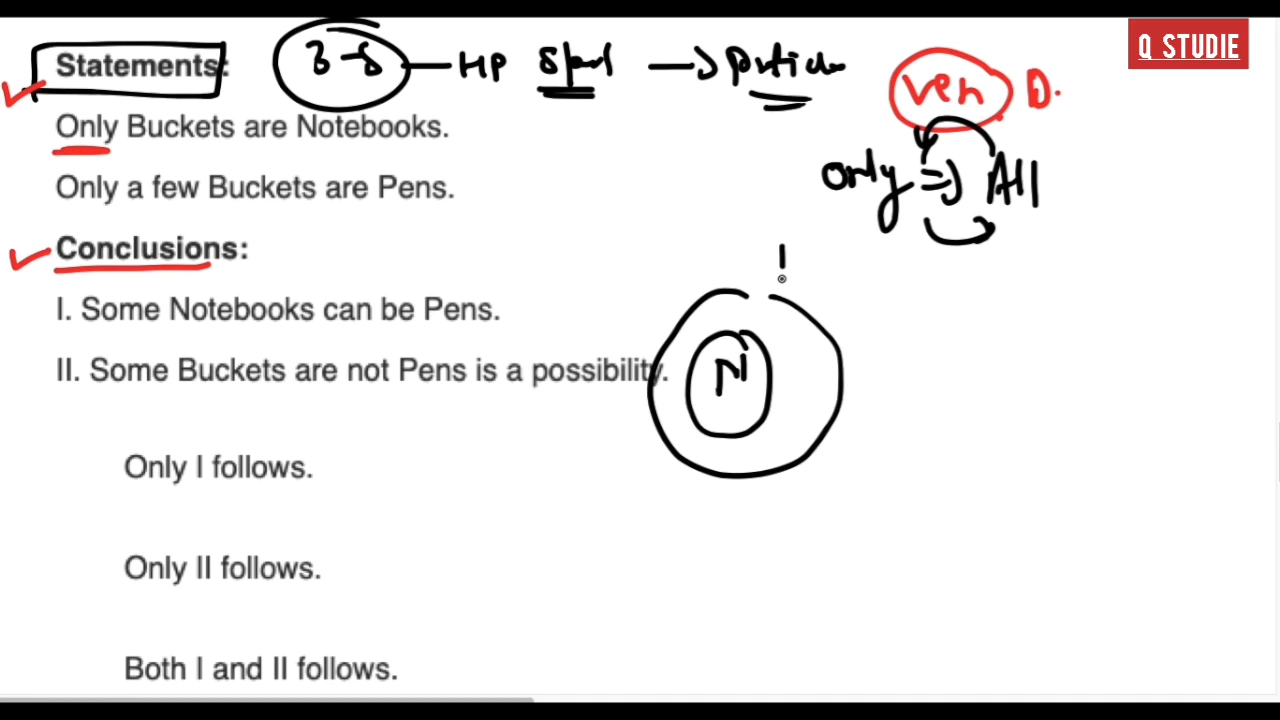 Q STUDIE
Statements:
3-8 — HP
Ven D.
Only Buckets are Notebooks.
Only a few Buckets are Pens.
only => All
Conclusions:
I. Some Notebooks can be Pens.
II. Some Buckets are not Pens is a possibility.
N
Only I follows.
Only II follows.
Both I and II follows.